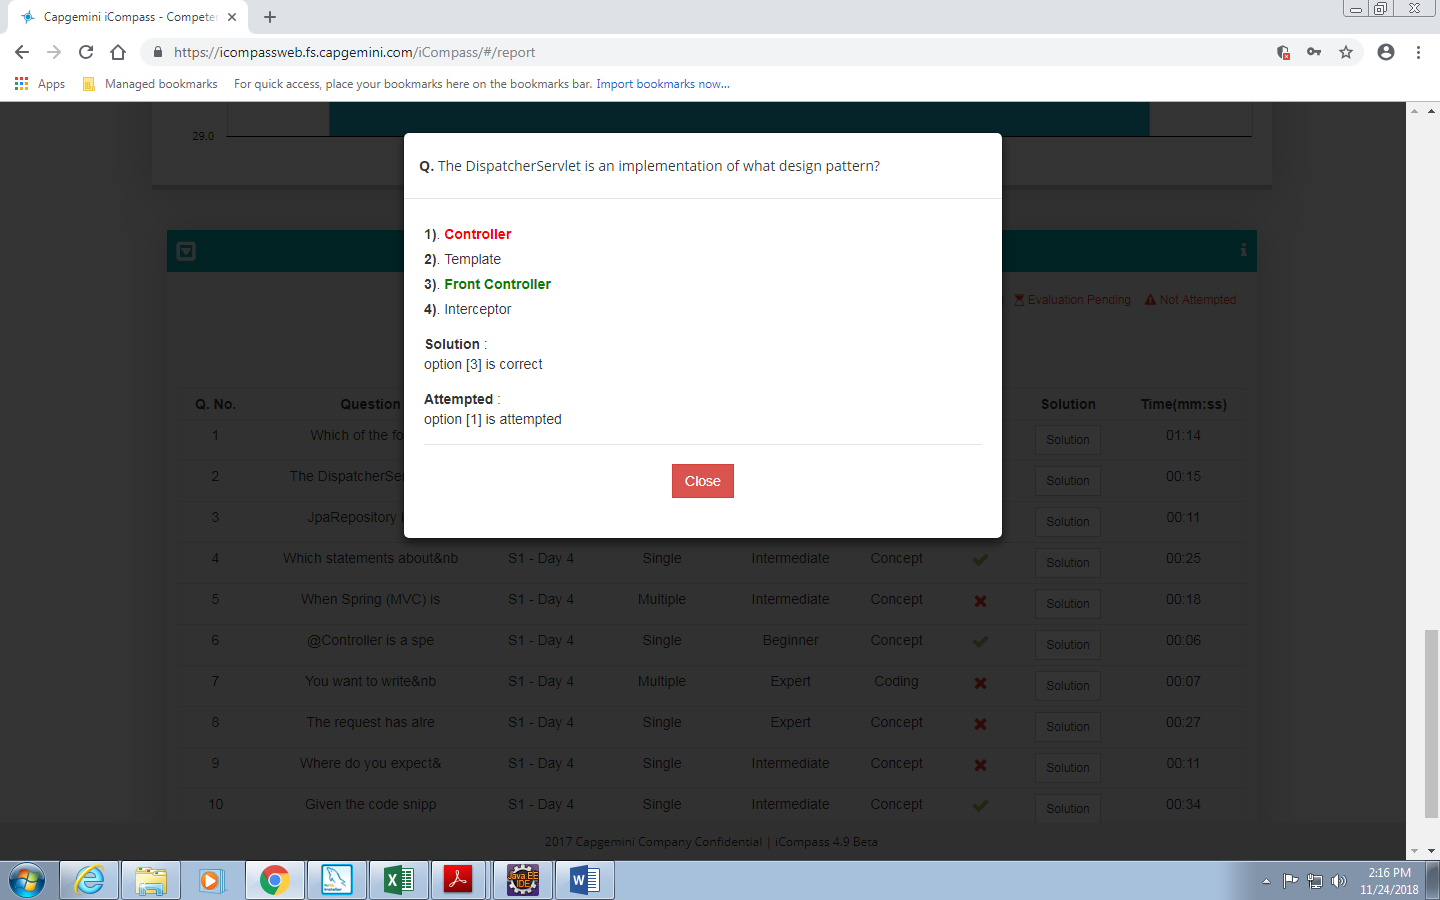 Capgemini iCompass - Competen
https://icompassweb.fs.capgemini.com/iCompass/#/report
Apps Managed bookmarks For quick access, place your bookmarks here on the bookmarks bar. Import bookmarks now...
29.0
Q. The DispatcherServlet is an implementation of what design pattern?
1). Controller
2). Template
3). Front Controller
4). Interceptor
Solution :
option [3] is correct
Attempted :
option [1] is attempted
Close
Evaluation Pending Not Attempted
Q. No. Question Solution Time(mm:ss)
1 Which of the fo Solution 01:14
2 The DispatcherSe Solution 00:15
3 JpaRepository Solution 00:11
4 Which statements about&nb S1 - Day 4 Single Intermediate Concept Solution 00:25
5 When Spring (MVC) is S1 - Day 4 Multiple Intermediate Concept Solution 00:18
6 @Controller is a spe S1 - Day 4 Single Beginner Concept Solution 00:06
7 You want to write&nb S1 - Day 4 Multiple Expert Coding Solution 00:07
8 The request has alre S1 - Day 4 Single Expert Concept Solution 00:27
9 Where do you expect& S1 - Day 4 Single Intermediate Concept Solution 00:11
10 Given the code snipp S1 - Day 4 Single Intermediate Concept Solution 00:34
2017 Capgemini Company Confidential | iCompass 4.9 Beta
Java EE
IDE
2:16 PM
11/24/2018